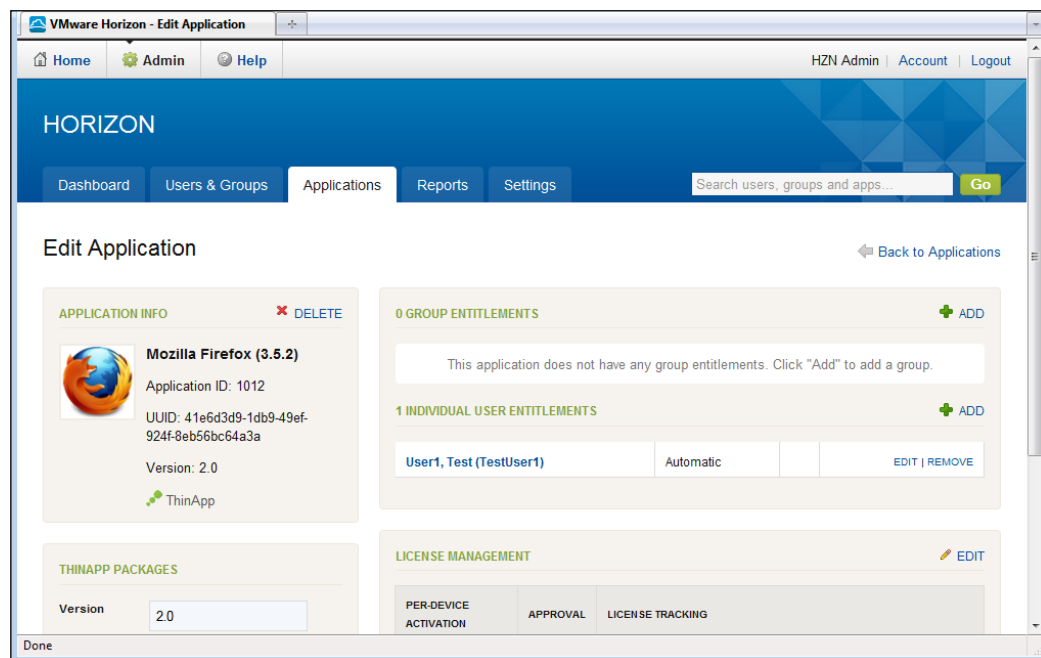 VMware Horizon - Edit Application
Home Admin Help HZN Admin | Account | Logout
HORIZON
Dashboard Users & Groups Applications Reports Settings Search users, groups and apps... Go
Edit Application Back to Applications
APPLICATION INFO DELETE
Mozilla Firefox (3.5.2)
Application ID: 1012
UUID: 41e6d3d9-1db9-49ef-
924f-8eb56bc64a3a
Version: 2.0
ThinApp
THINAPP PACKAGES
Version 2.0
0 GROUP ENTITLEMENTS ADD
This application does not have any group entitlements. Click "Add" to add a group.
1 INDIVIDUAL USER ENTITLEMENTS ADD
User1, Test (TestUser1) Automatic EDIT | REMOVE
LICENSE MANAGEMENT EDIT
PER-DEVICE
ACTIVATION APPROVAL LICENSE TRACKING
Done